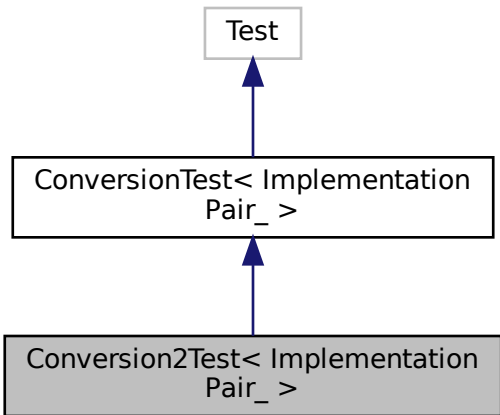 Test
ConversionTest< Implementation
Pair_ >
Conversion2Test< Implementation
Pair_ >